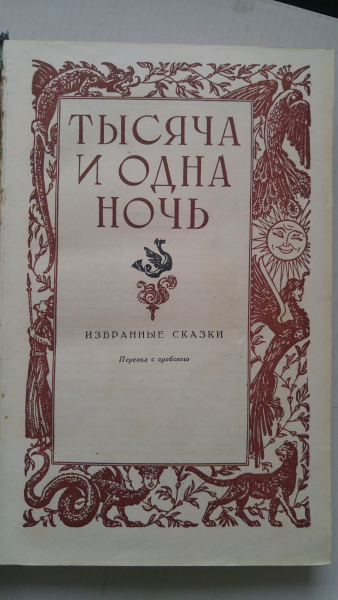 ТЫСЯЧА
И ОДНА
НОЧЬ
ИЗБРАННЫЕ СКАЗКИ
Перевод с арабского